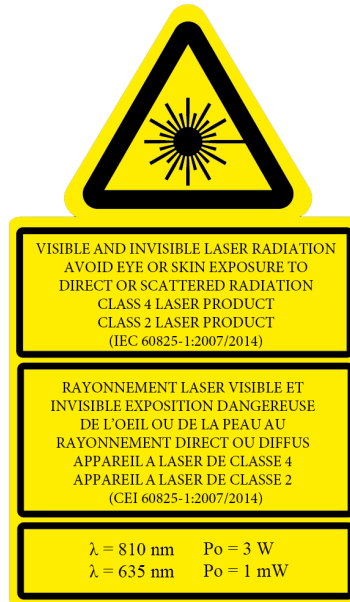 VISIBLE AND INVISIBLE LASER RADIATION
AVOID EYE OR SKIN EXPOSURE TO
DIRECT OR SCATTERED RADIATION
CLASS 4 LASER PRODUCT
CLASS 2 LASER PRODUCT
(IEC 60825-1:2007/2014)
RAYONNEMENT LASER VISIBLE ET
INVISIBLE EXPOSITION DANGEREUSE
DE L'OEIL OU DE LA PEAU AU
RAYONNEMENT DIRECT OU DIFFUS
APPAREIL A LASER DE CLASSE 4
APPAREIL A LASER DE CLASSE 2
(CEI 60825-1:2007/2014)
λ = 810 nm Po = 3 W
λ = 635 nm Po = 1 mW